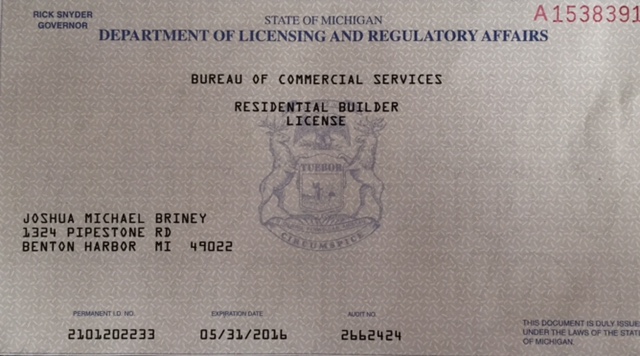 RICK SNYDER
GOVERNOR
STATE OF MICHIGAN
A1538391
DEPARTMENT OF LICENSING AND REGULATORY AFFAIRS
BUREAU OF COMMERCIAL SERVICES
RESIDENTIAL BUILDER
LICENSE
TUEBOR
CIRCUMSPICE
JOSHUA MICHAEL BRINEY
1324 PIPESTONE RD
BENTON HARBOR MI 49022
PERMANENT I.D. NO.
EXPIRATION DATE
AUDIT NO.
2101202233
05/31/2016
2662424
THIS DOCUMENT IS DULY ISSUE
UNDER THE LAWS OF THE STAT
OF MICHIGAN